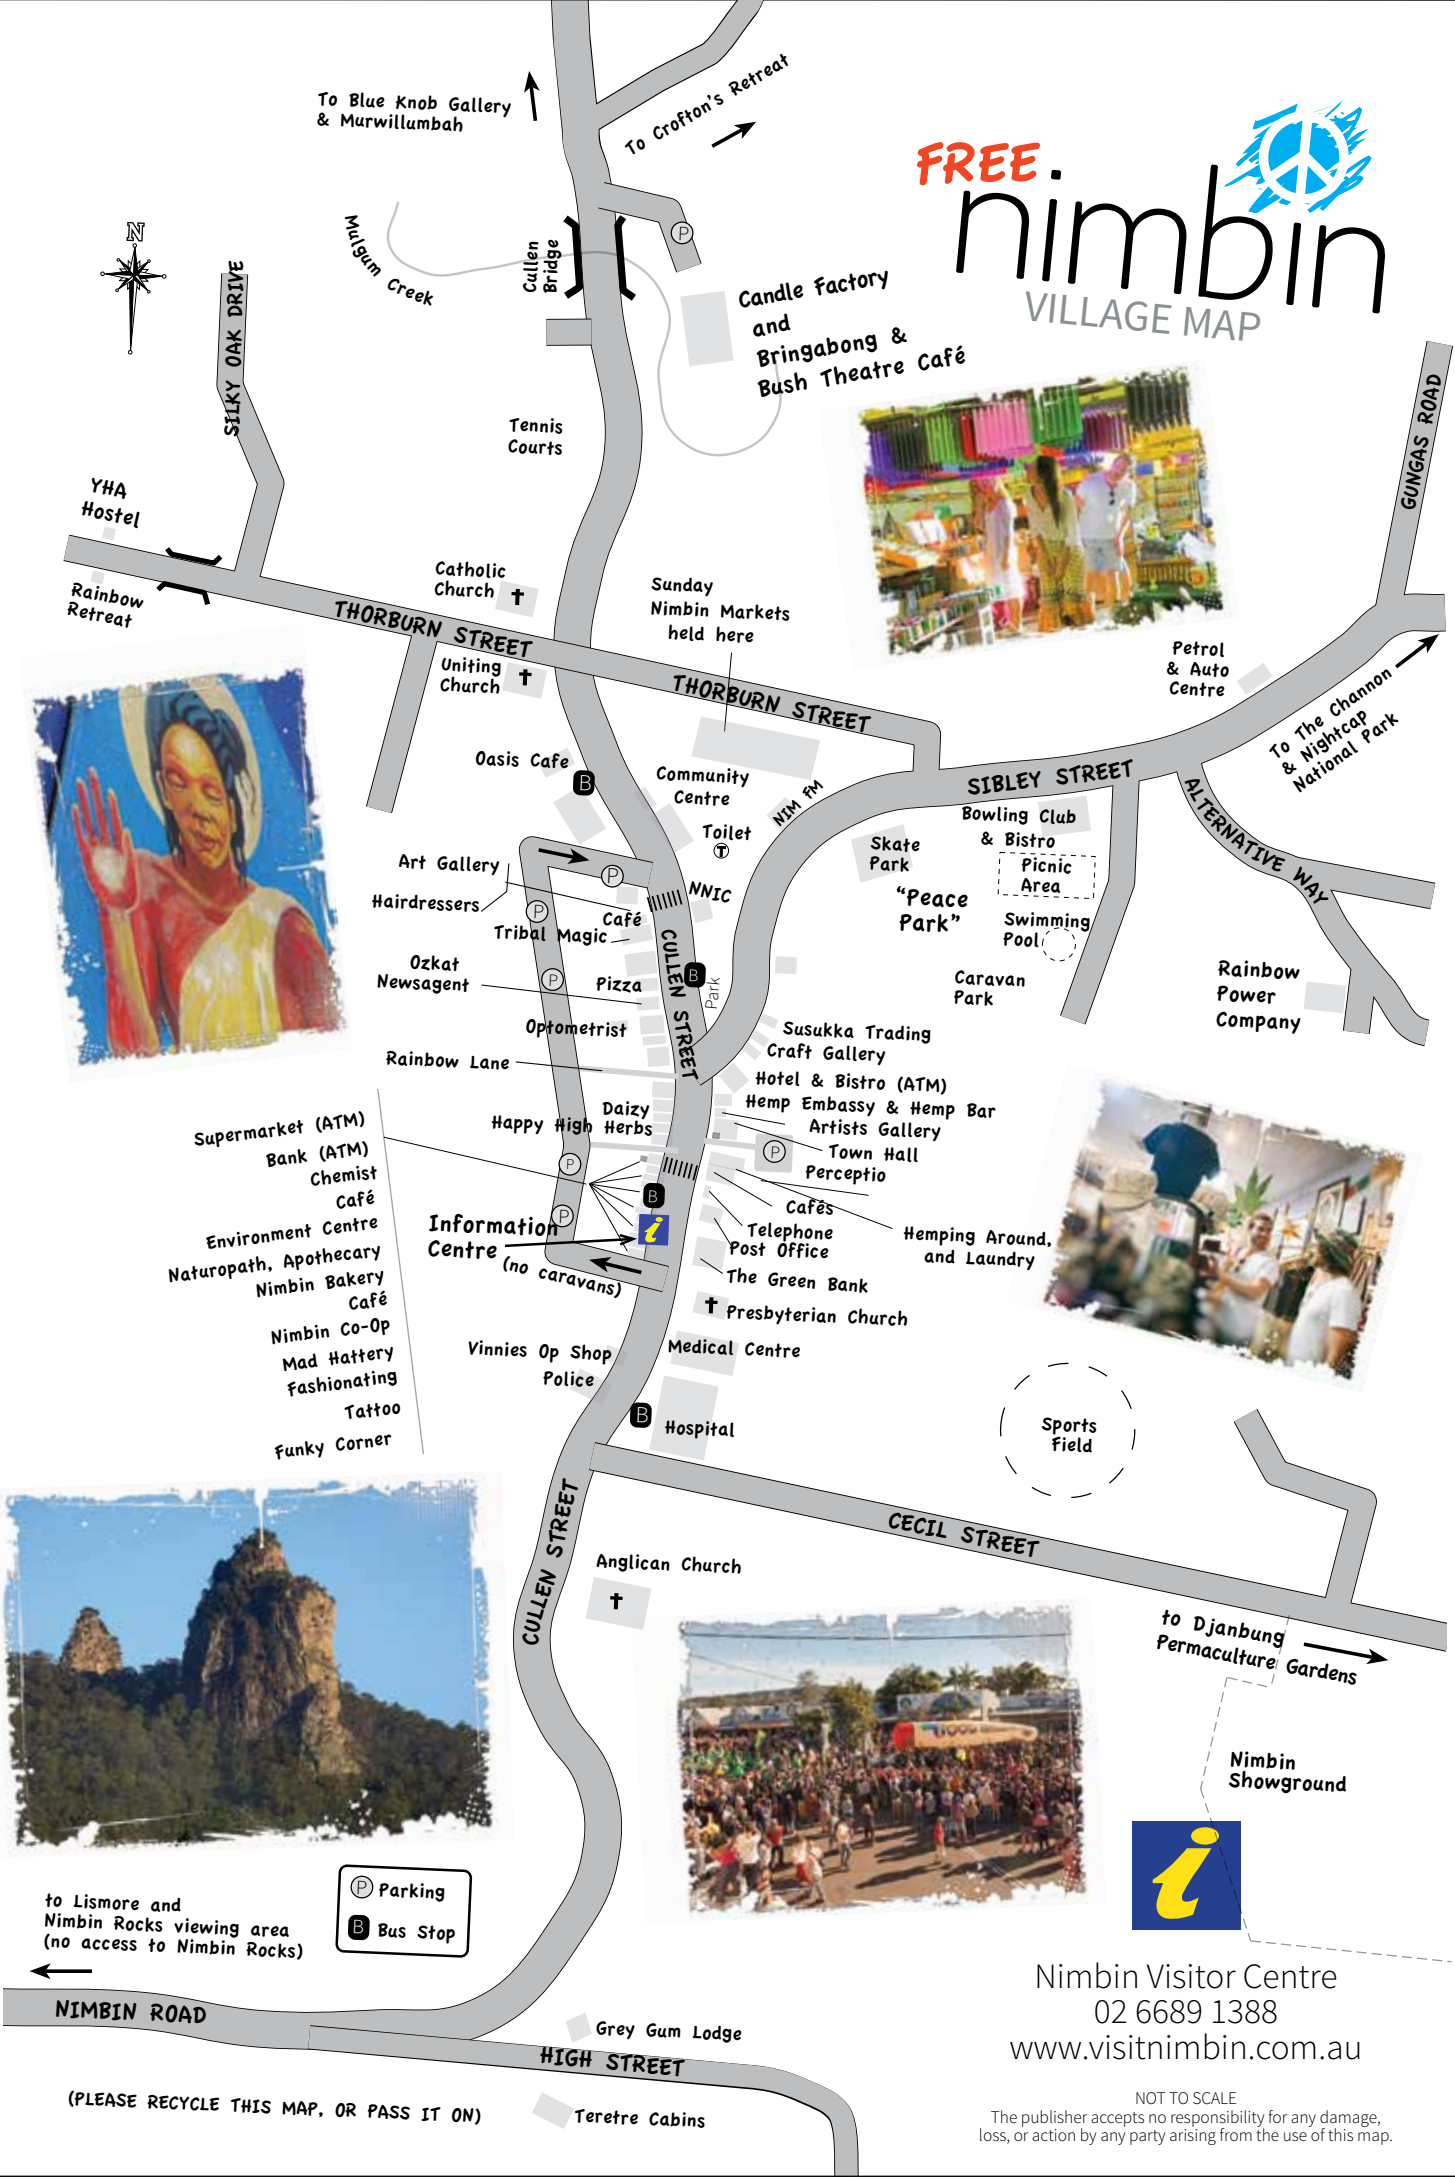 To Blue Knob Gallery
& Murwillumbah
To Crofton's Retreat
FREE
nimbin
VILLAGE MAP
N
Mulgum Creek
Cullen
Bridge
P
Candle Factory
and
Bringabong &
Bush Theatre Café
SILKY OAK DRIVE
Tennis
Courts
GUNGAS ROAD
YHA
Hostel
Rainbow
Retreat
Catholic
Church
THORBURN STREET
Uniting
Church
Sunday
Nimbin Markets
held here
THORBURN STREET
Petrol
& Auto
Centre
To The Channon
& Nightcap
National Park
Oasis Cafe
B
Community
Centre
NIM FM
Toilet
T
SIBLEY STREET
ALTERNATIVE WAY
Bowling Club
& Bistro
Skate
Park
Picnic
Area
"Peace
Park"
Swimming
Pool
Caravan
Park
Rainbow
Power
Company
Art Gallery
P
Hairdressers
P
Café
NNIC
Tribal Magic
CULLEN STREET
Ozkat
Newsagent
P
Pizza
B
Park
Optometrist
Rainbow Lane
Susukka Trading
Craft Gallery
Hotel & Bistro (ATM)
Hemp Embassy & Hemp Bar
Artists Gallery
Town Hall
Perceptio
P
Daizy
Happy High Herbs
P
B
P
Cafés
Telephone
Post Office
Hemping Around,
and Laundry
The Green Bank
Presbyterian Church
Supermarket (ATM)
Bank (ATM)
Chemist
Café
Environment Centre
Naturopath, Apothecary
Nimbin Bakery
Café
Nimbin Co-Op
Mad Hattery
Fashionating
Tattoo
Funky Corner
Information
Centre
i
(no caravans)
Vinnies Op Shop
Police
Medical Centre
B
Hospital
Sports
Field
CECIL STREET
CULLEN STREET
Anglican Church
to Djanbung
Permaculture Gardens
Nimbin
Showground
to Lismore and
Nimbin Rocks viewing area
(no access to Nimbin Rocks)
P Parking
B Bus Stop
NIMBIN ROAD
Grey Gum Lodge
HIGH STREET
Teretre Cabins
(PLEASE RECYCLE THIS MAP, OR PASS IT ON)
i
Nimbin Visitor Centre
02 6689 1388
www.visitnimbin.com.au
NOT TO SCALE
The publisher accepts no responsibility for any damage,
loss, or action by any party arising from the use of this map.